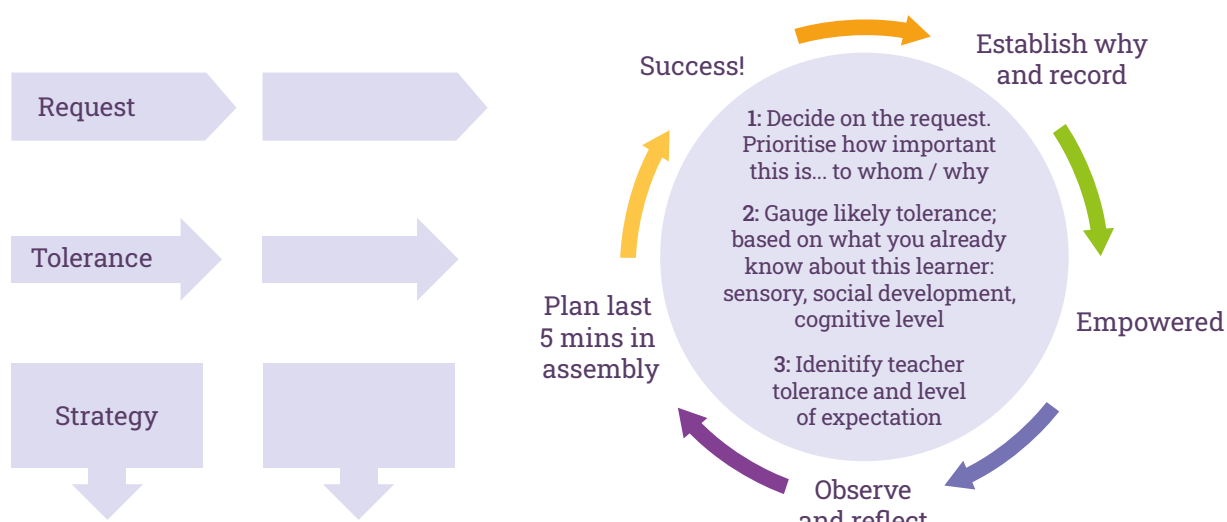 Request
Tolerance
Strategy
Success!
Establish why
and record
1: Decide on the request.
Prioritise how important
this is... to whom / why
2: Gauge likely tolerance;
based on what you already
know about this learner:
sensory, social development,
cognitive level
3: Idenitify teacher
tolerance and level
of expectation
Empowered
Observe
and reflect
Plan last
5 mins in
assembly